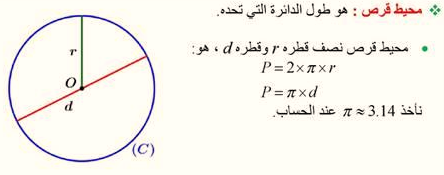 ❖ محيط قرص : هو طول الدائرة التي تحده.
• محيط قرص نصف قطره r وقطره d ، هو:
P = 2×π×r
P = π×d
نأخذ π ≈ 3.14 عند الحساب.
r
O
d
(C)